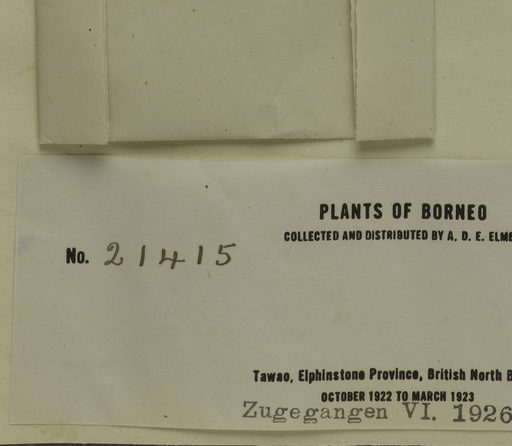 PLANTS OF BORNEO
COLLECTED AND DISTRIBUTED BY A. D. E.
No. 21415
Tawao, Elphinstone Province, British North
OCTOBER 1922 TO MARCH 1923
Zugegangen VI. 1926